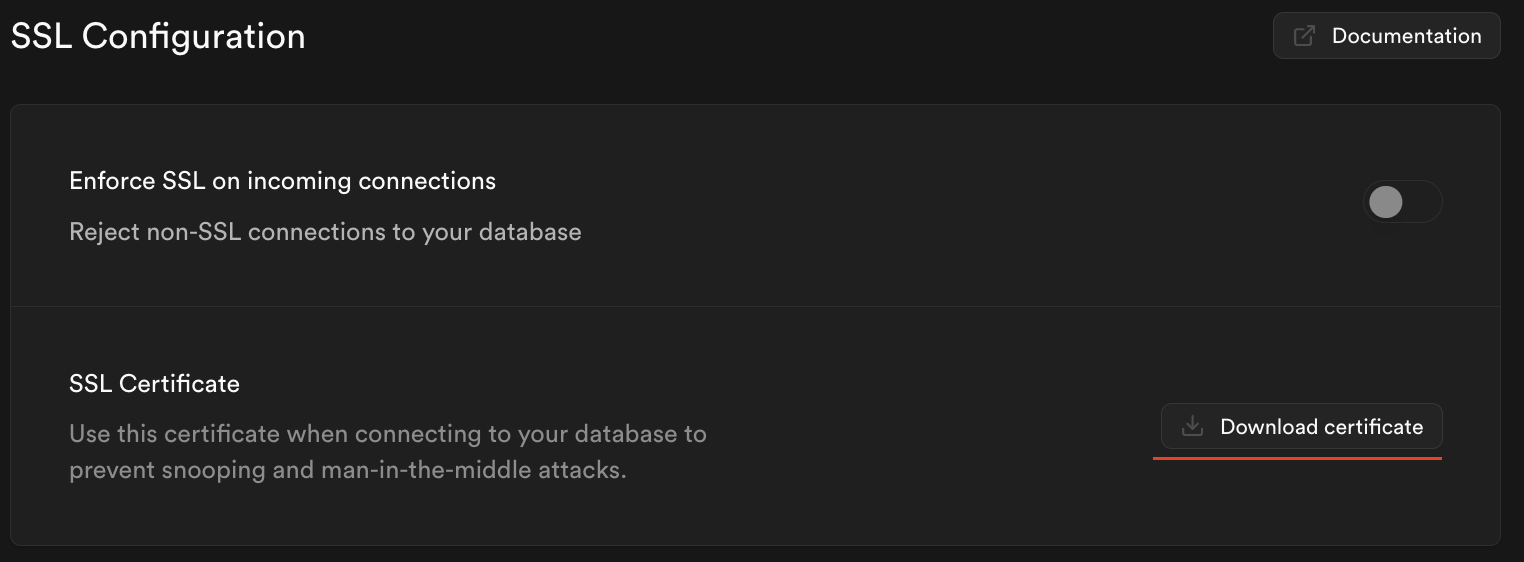 SSL Configuration
Documentation
Enforce SSL on incoming connections
Reject non-SSL connections to your database
SSL Certificate
Use this certificate when connecting to your database to
prevent snooping and man-in-the-middle attacks.
Download certificate